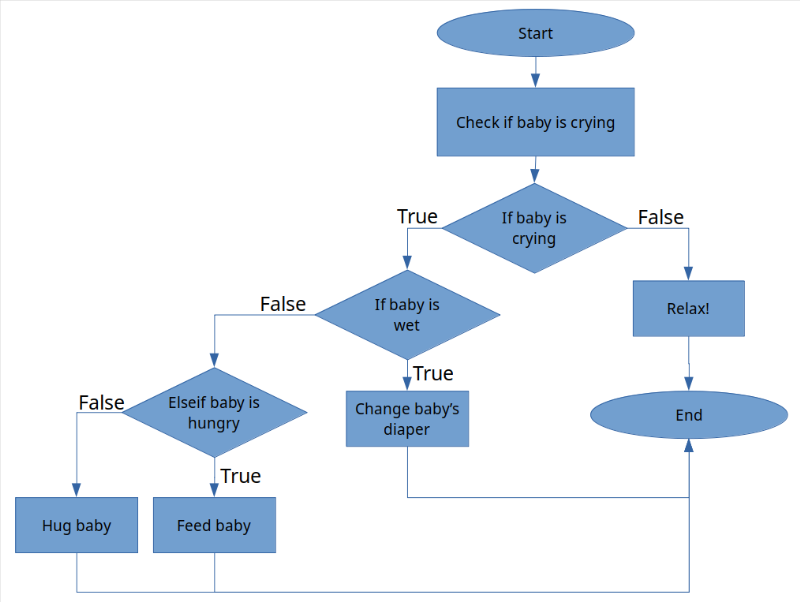 Start
Check if baby is crying
If baby is
crying
True
False
If baby is
wet
False
Relax!
True
Elseif baby is
hungry
False
Change baby’s
diaper
End
True
Hug baby
Feed baby